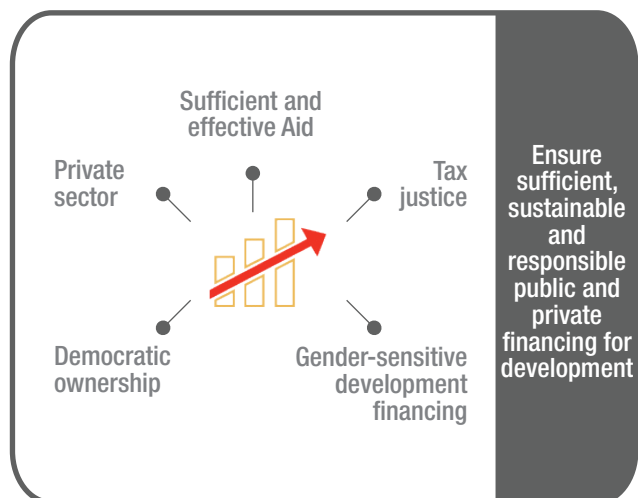 Sufficient and
effective Aid
Private
sector
Tax
justice
Democratic
ownership
Gender-sensitive
development
financing
Ensure
sufficient,
sustainable
and
responsible
public and
private
financing for
development